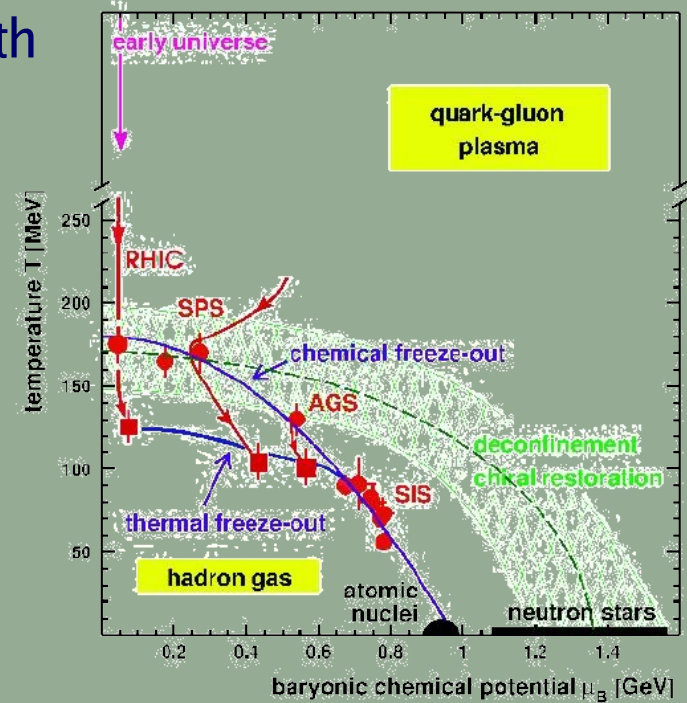 th
early universe
quark-gluon
plasma
250
RHIC
temperature T [MeV]
SPS
200
chemical freeze-out
150
AGS
deconfinement
chiral restoration
100
SIS
thermal freeze-out
50
hadron gas
atomic
nuclei
neutron stars
0.2 0.4 0.6 0.8 1 1.2 1.4
baryonic chemical potential μB [GeV]